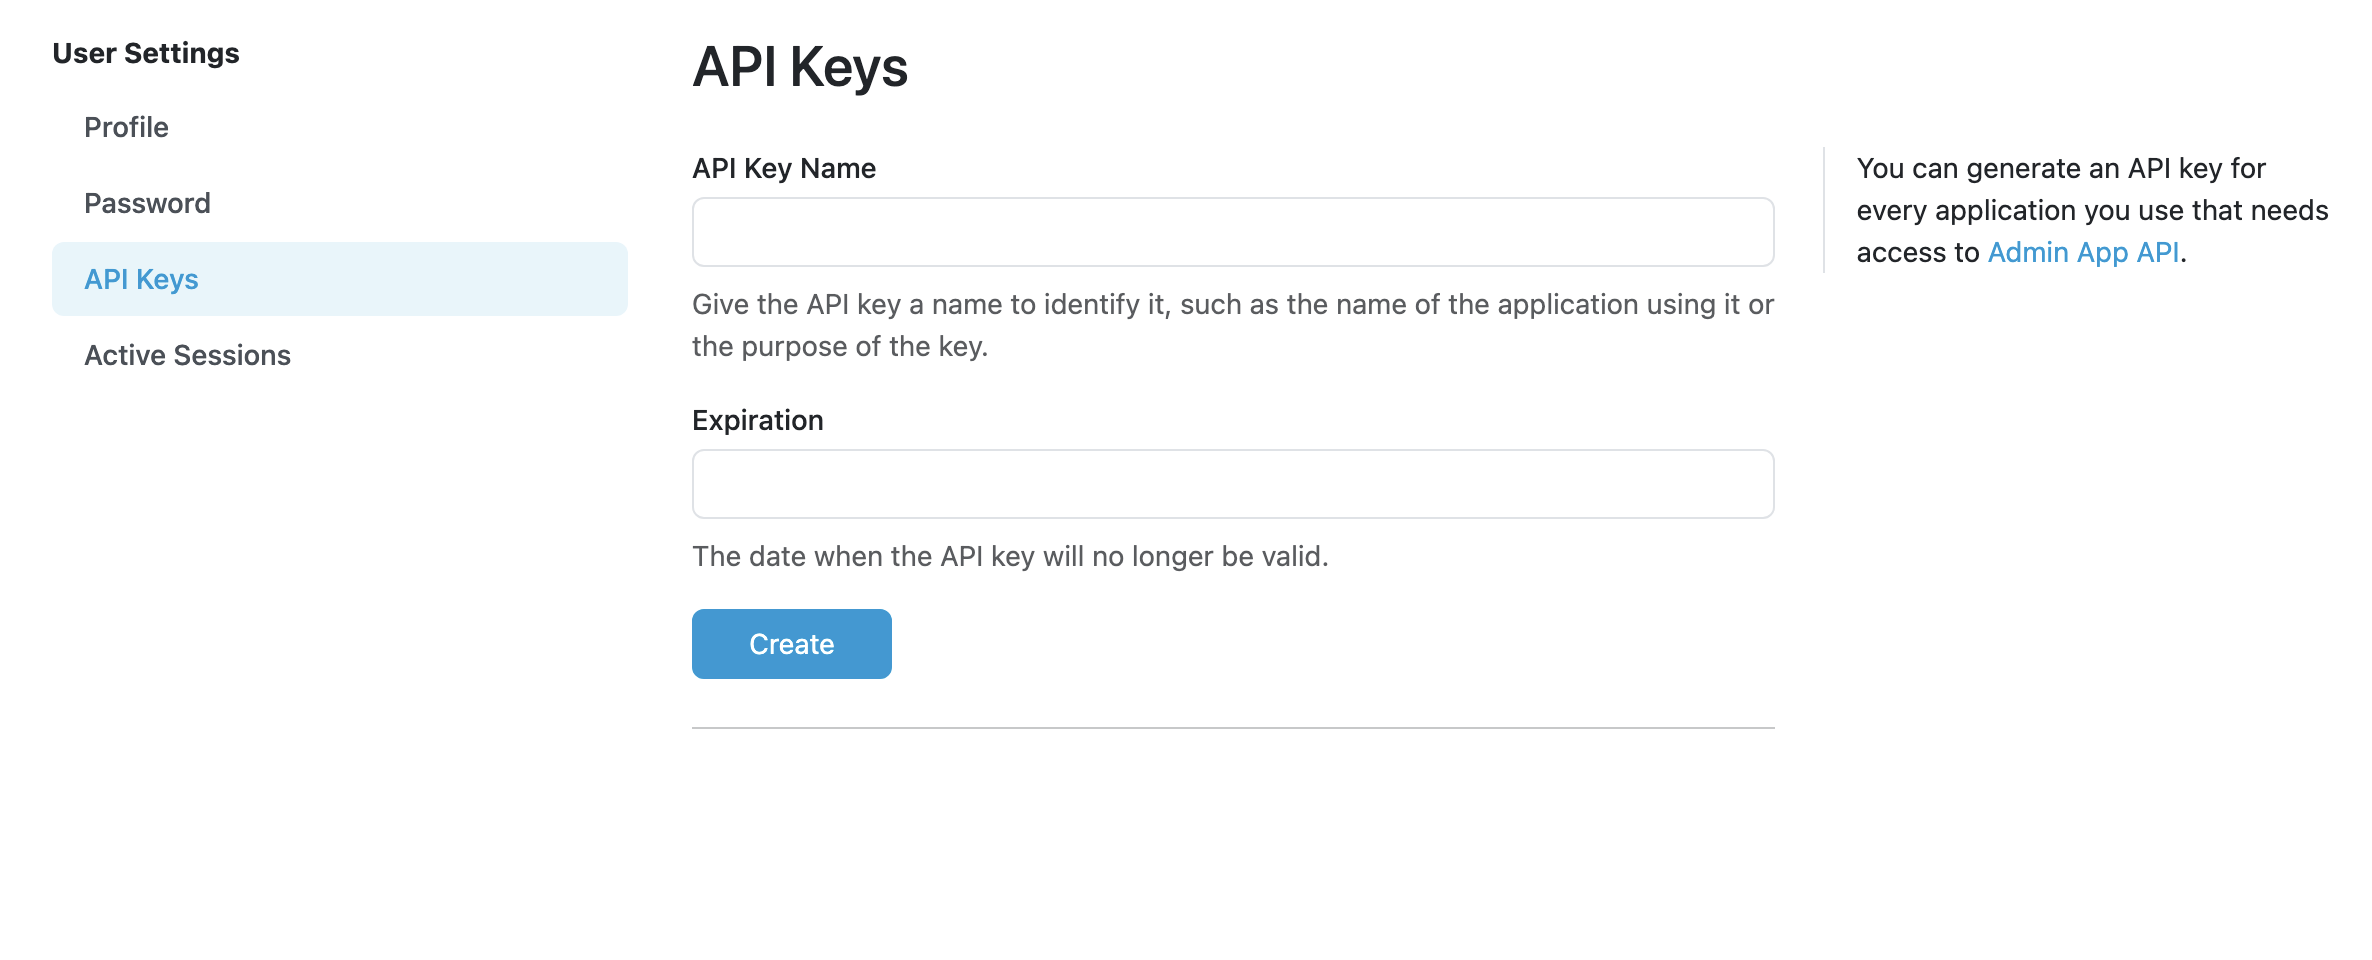 User Settings
Profile
Password
API Keys
Active Sessions
API Keys
API Key Name
Give the API key a name to identify it, such as the name of the application using it or
the purpose of the key.
Expiration
The date when the API key will no longer be valid.
Create
You can generate an API key for
every application you use that needs
access to Admin App API.